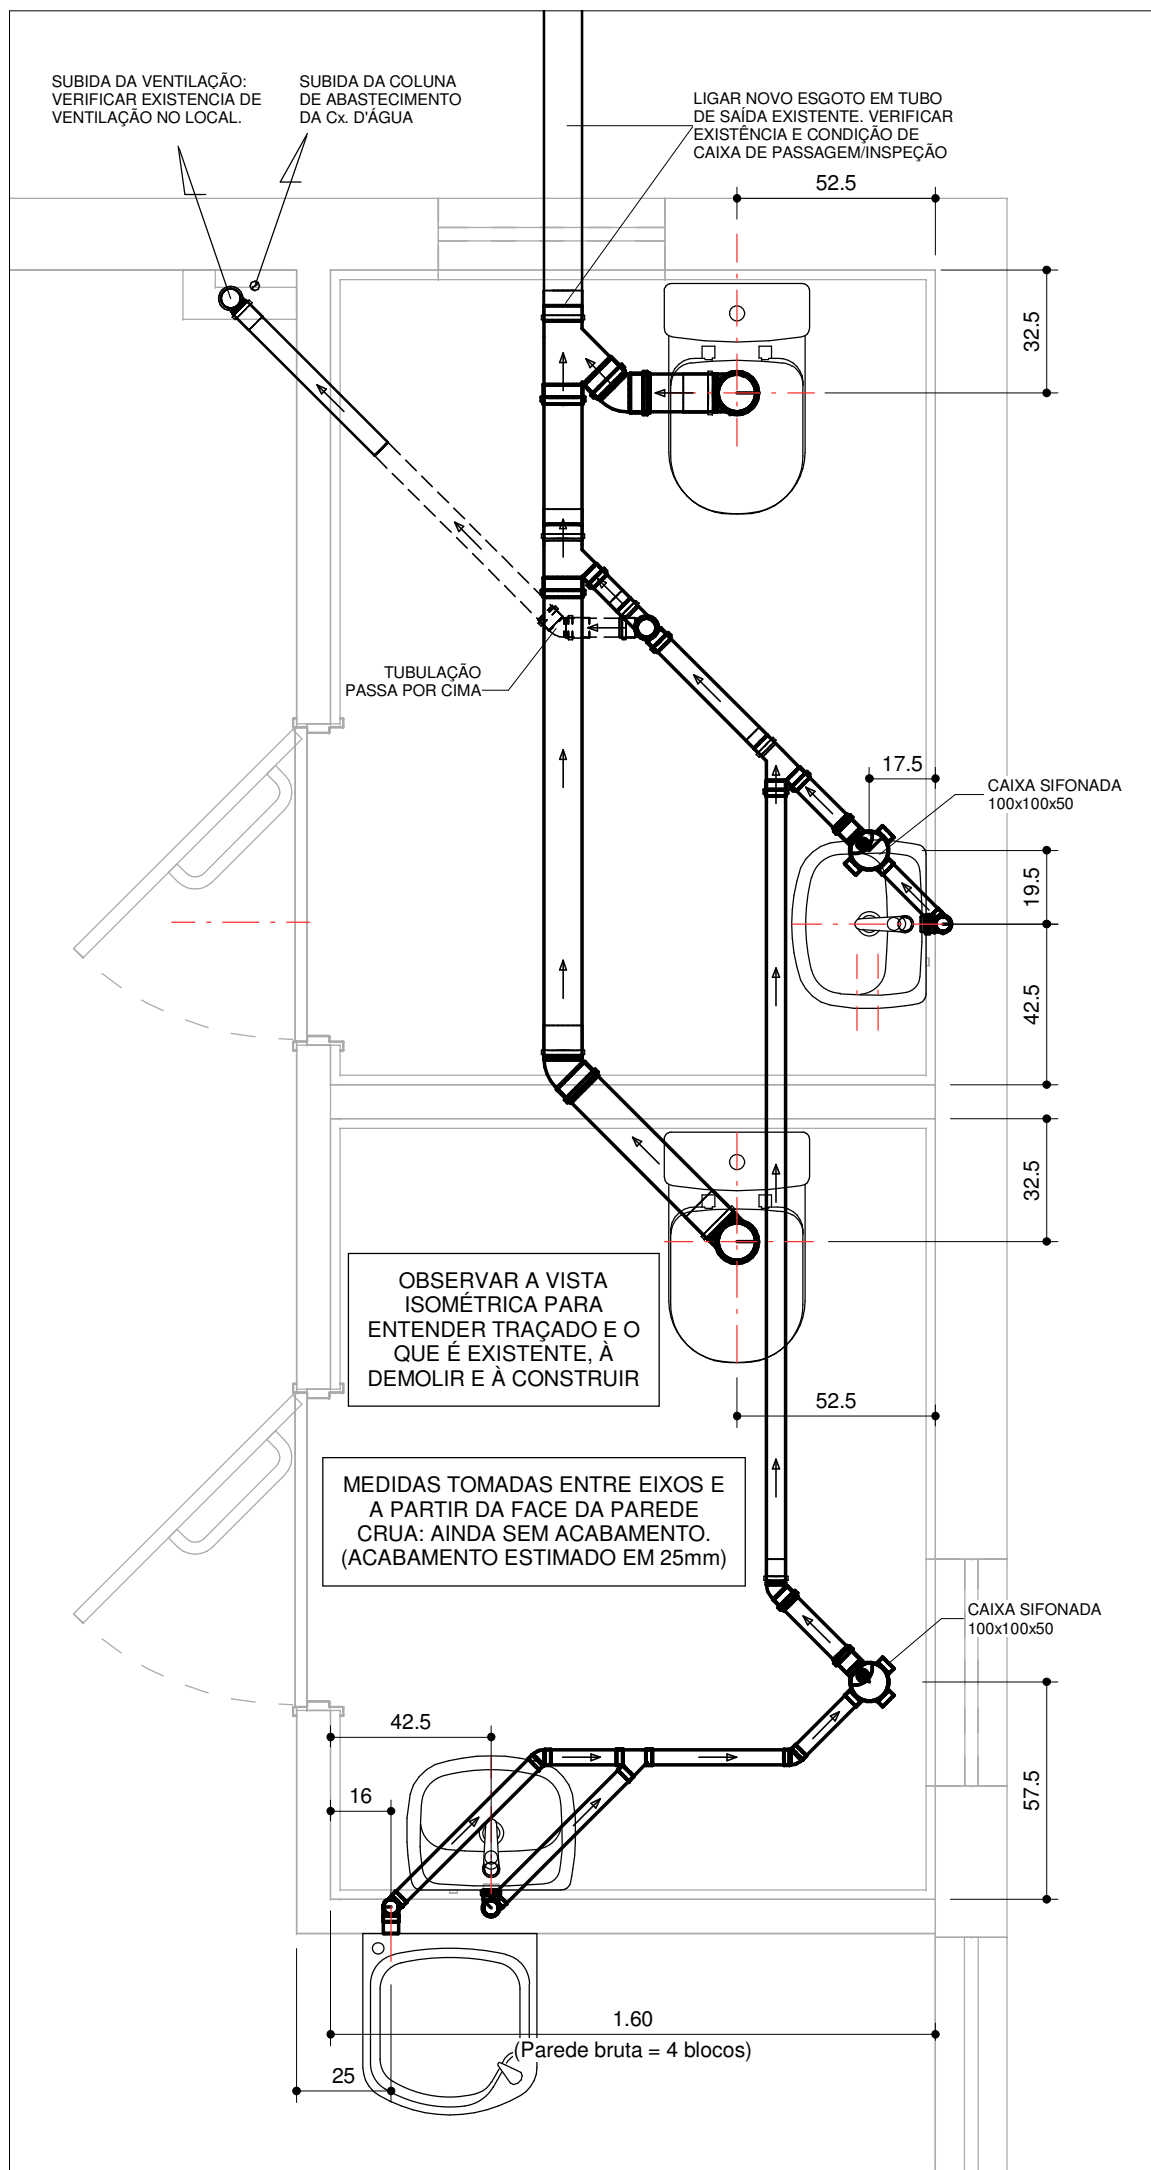 SUBIDA DA VENTILAÇÃO:
VERIFICAR EXISTENCIA DE
VENTILAÇÃO NO LOCAL.
SUBIDA DA COLUNA
DE ABASTECIMENTO
DA Cx. D'ÁGUA
LIGAR NOVO ESGOTO EM TUBO
DE SAÍDA EXISTENTE. VERIFICAR
EXISTÊNCIA E CONDIÇÃO DE
CAIXA DE PASSAGEM/INSPEÇÃO
52.5
32.5
TUBULAÇÃO
PASSA POR CIMA
17.5
CAIXA SIFONADA
100x100x50
19.5
42.5
32.5
OBSERVAR A VISTA
ISOMÉTRICA PARA
ENTENDER TRAÇADO E O
QUE É EXISTENTE, À
DEMOLIR E À CONSTRUIR
52.5
MEDIDAS TOMADAS ENTRE EIXOS E
A PARTIR DA FACE DA PAREDE
CRUA: AINDA SEM ACABAMENTO.
(ACABAMENTO ESTIMADO EM 25mm)
CAIXA SIFONADA
100x100x50
42.5
16
57.5
1.60
(Parede bruta = 4 blocos)
25